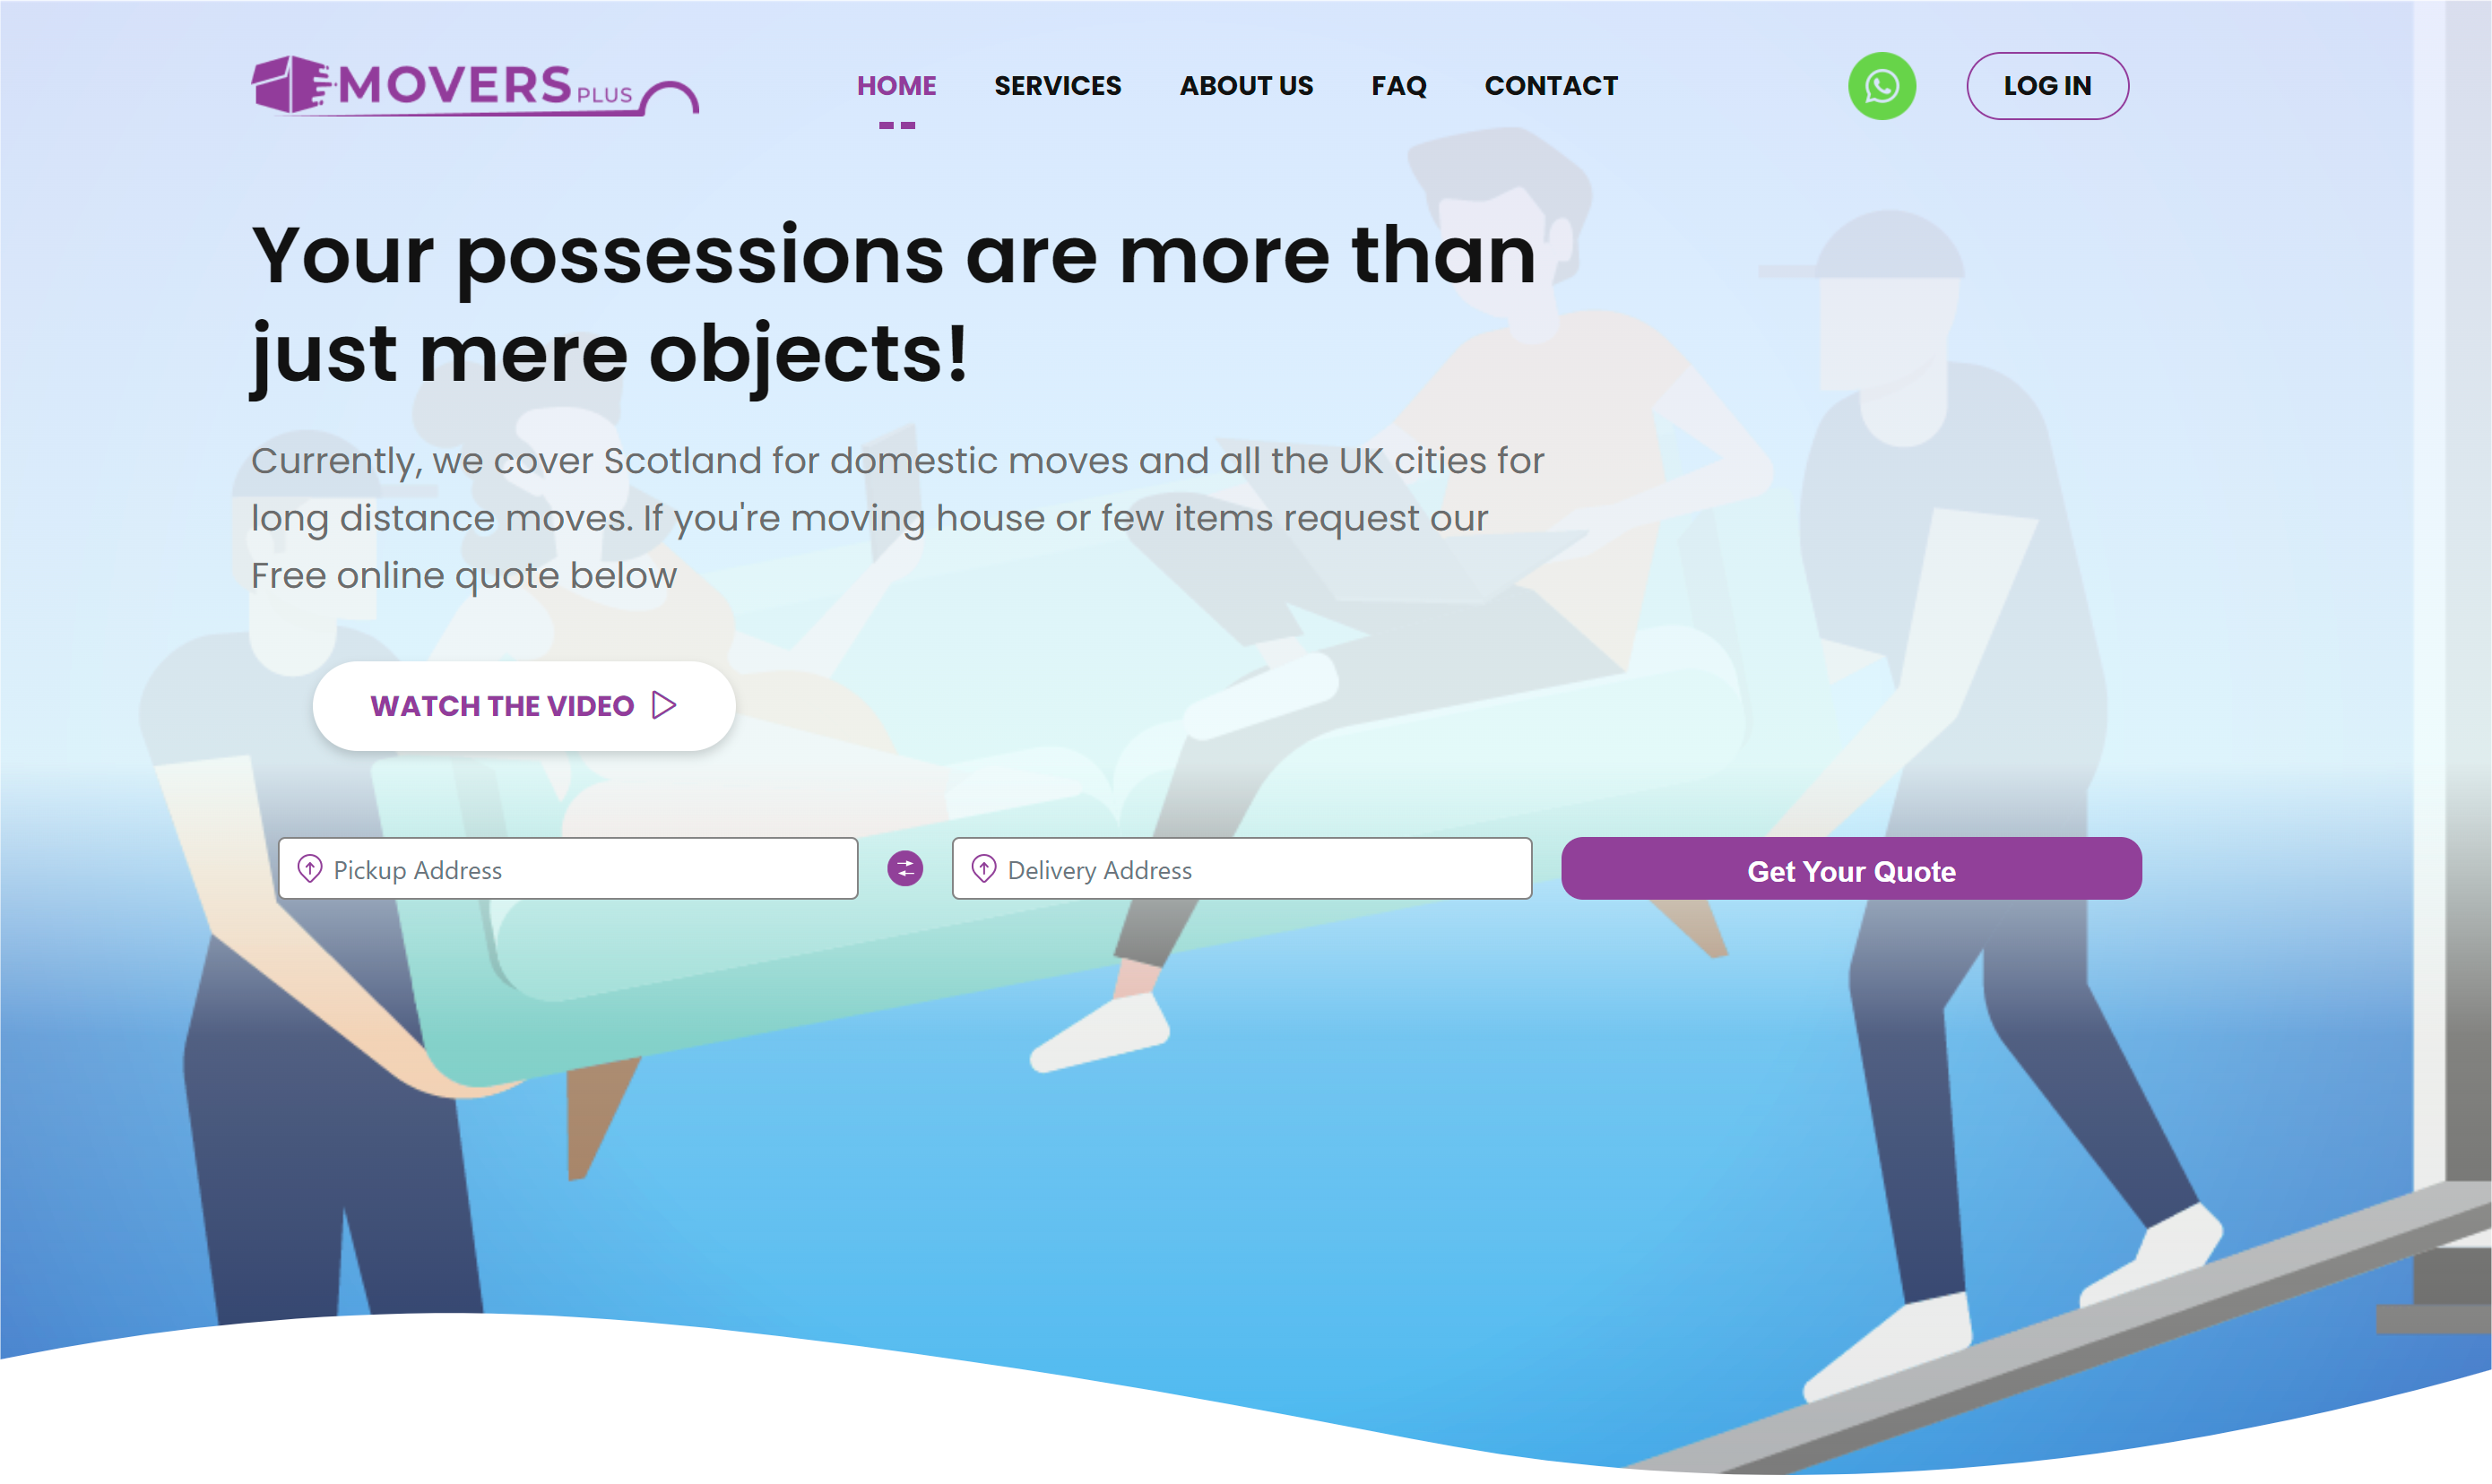 MOVERS PLUS
HOME SERVICES ABOUT US FAQ CONTACT LOG IN
Your possessions are more than
just mere objects!
Currently, we cover Scotland for domestic moves and all the UK cities for
long distance moves. If you're moving house or few items request our
Free online quote below
WATCH THE VIDEO
Pickup Address Delivery Address Get Your Quote